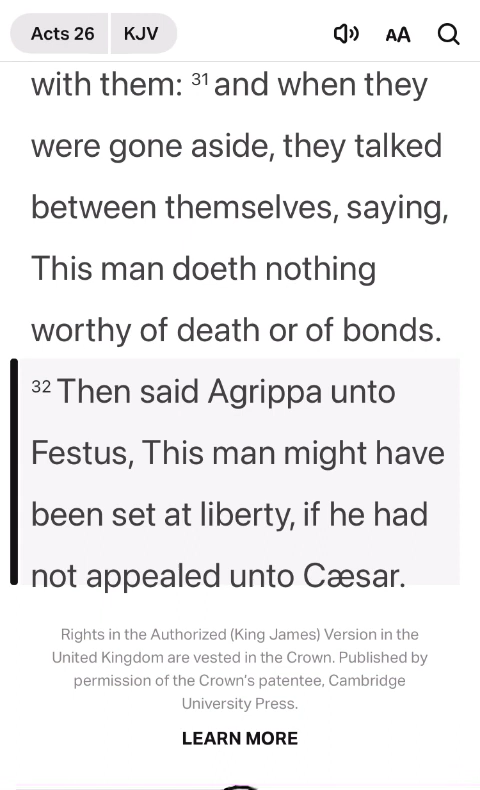 Acts 26 KJV AA
with them: 31 and when they
were gone aside, they talked
between themselves, saying,
This man doeth nothing
worthy of death or of bonds.
32 Then said Agrippa unto
Festus, This man might have
been set at liberty, if he had
not appealed unto Cæsar.
Rights in the Authorized (King James) Version in the
United Kingdom are vested in the Crown. Published by
permission of the Crown's patentee, Cambridge
University Press.
LEARN MORE